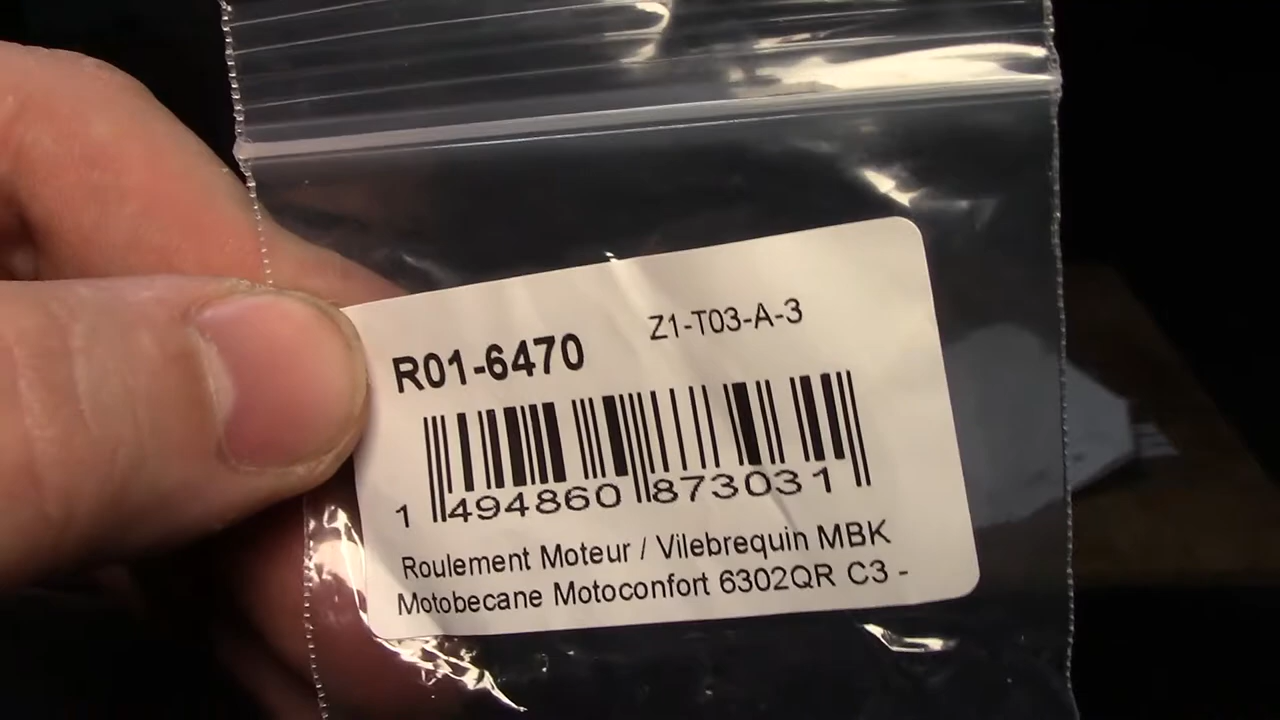 R01-6470 Z1-T03-A-3
1 494860 873031
Roulement Moteur / Vilebrequin MBK
Motobecane Motoconfort 6302QR C3 -